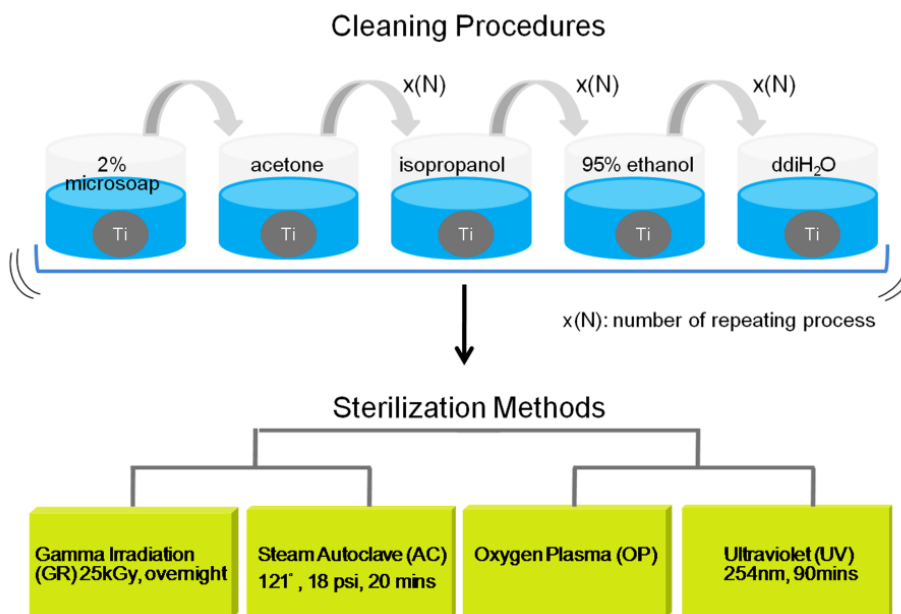 Cleaning Procedures
x(N)
x(N)
x(N)
2%
microsoap
acetone
isopropanol
95% ethanol
ddiH₂O
Ti
Ti
Ti
Ti
Ti
x(N): number of repeating process
Sterilization Methods
Gamma Irradiation
(GR) 25kGy, overnight
Steam Autoclave (AC)
121°, 18 psi, 20 mins
Oxygen Plasma (OP)
Ultraviolet (UV)
254nm, 90mins